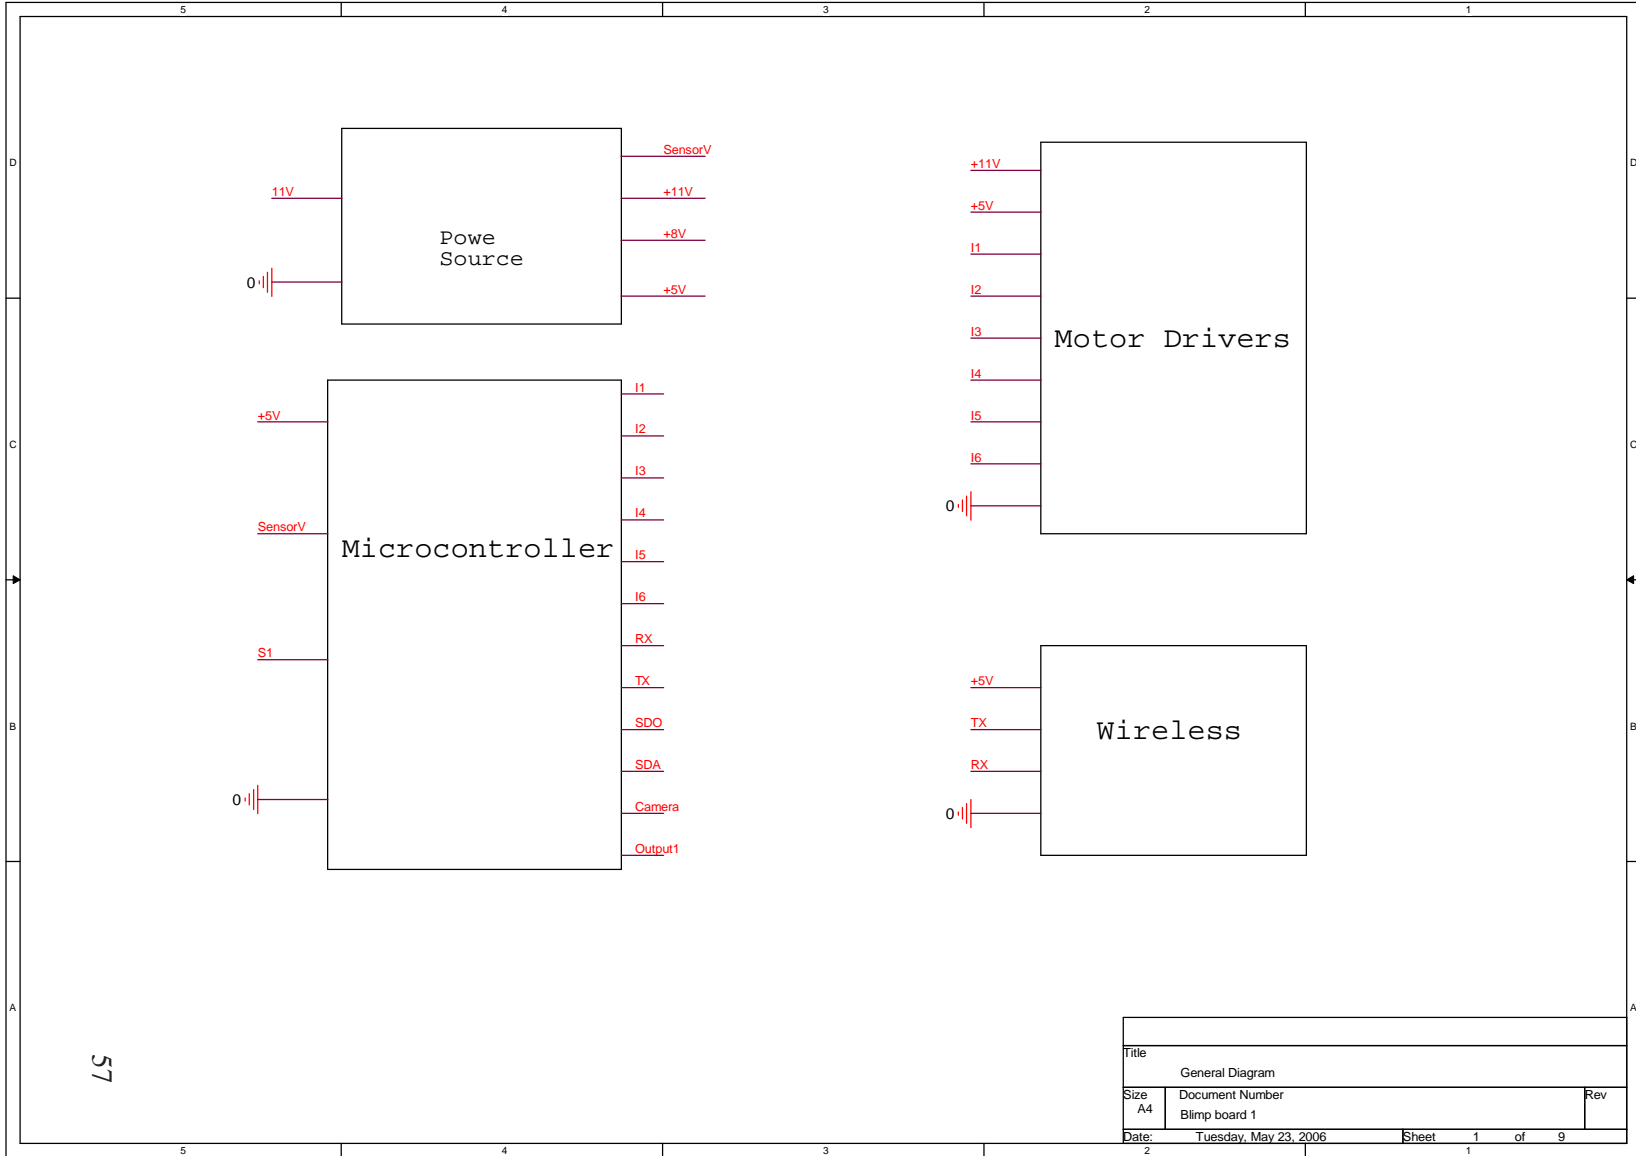 5 4 3 2 1
D
D
C
C
B
B
A
A
11V
0
Powe
Source
SensorV
+11V
+8V
+5V
+5V
SensorV
S1
0
Microcontroller
I1
I2
I3
I4
I5
I6
RX
TX
SDO
SDA
Camera
Output1
+11V
+5V
I1
I2
I3
I4
I5
I6
0
Motor Drivers
+5V
TX
RX
0
Wireless
57
Title
General Diagram
Size Document Number Rev
A4 Blimp board 1
Date: Tuesday, May 23, 2006 Sheet 1 of 9
5 4 3 2 1